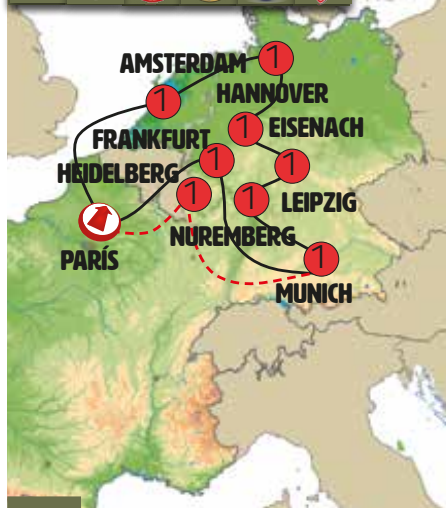 AMSTERDAM
1
1
HANNOVER
1
EISENACH
FRANKFURT
1
1
HEIDELBERG
1
1
LEIPZIG
NUREMBERG
PARÍS
1
MUNICH